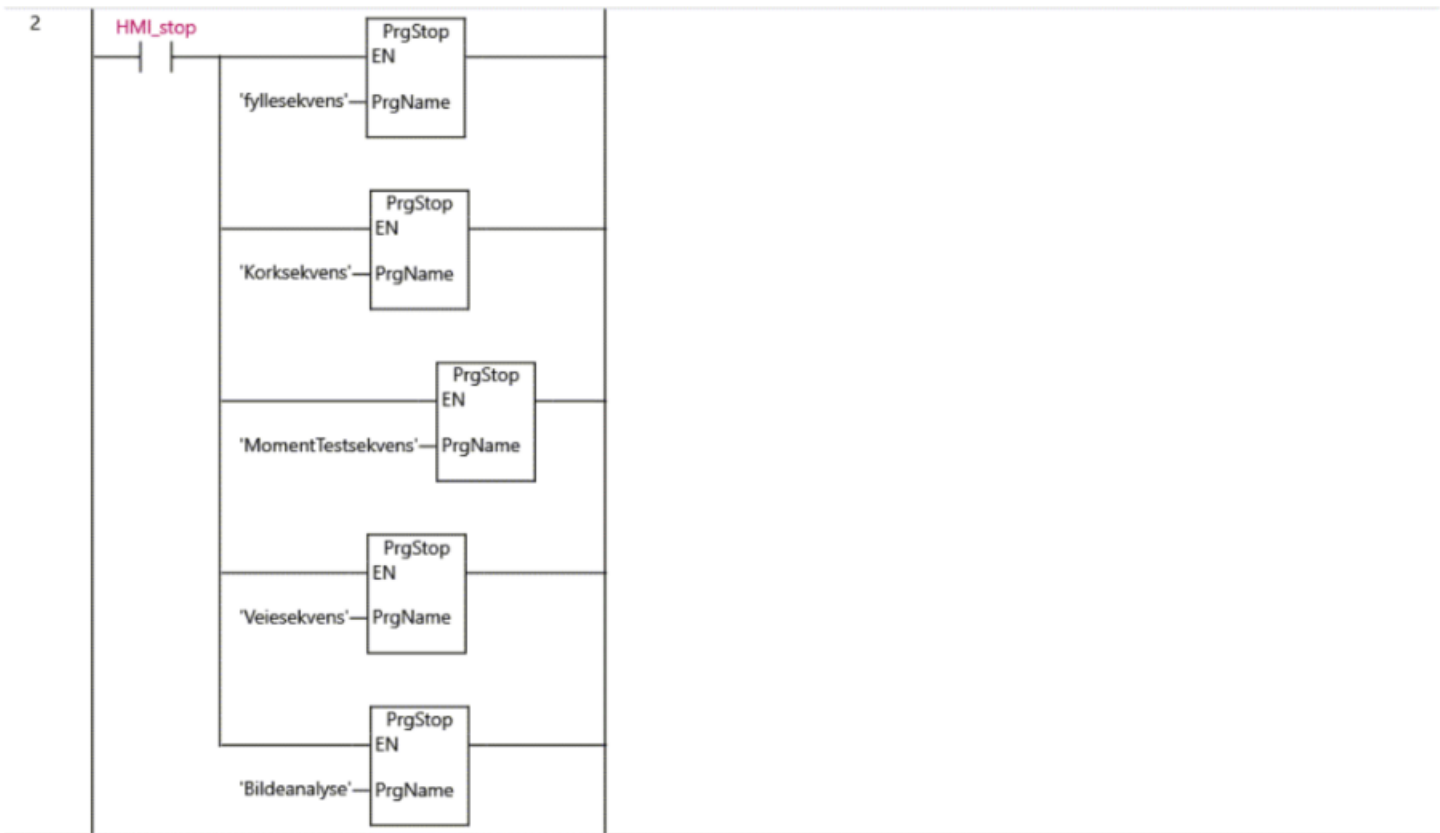 2
HMI_stop
PrgStop
EN
'fyllesekvens'
PrgName
PrgStop
EN
'Korksekvens'
PrgName
PrgStop
EN
'MomentTestsekvens'
PrgName
PrgStop
EN
'Veiesekvens'
PrgName
PrgStop
EN
'Bildeanalyse'
PrgName